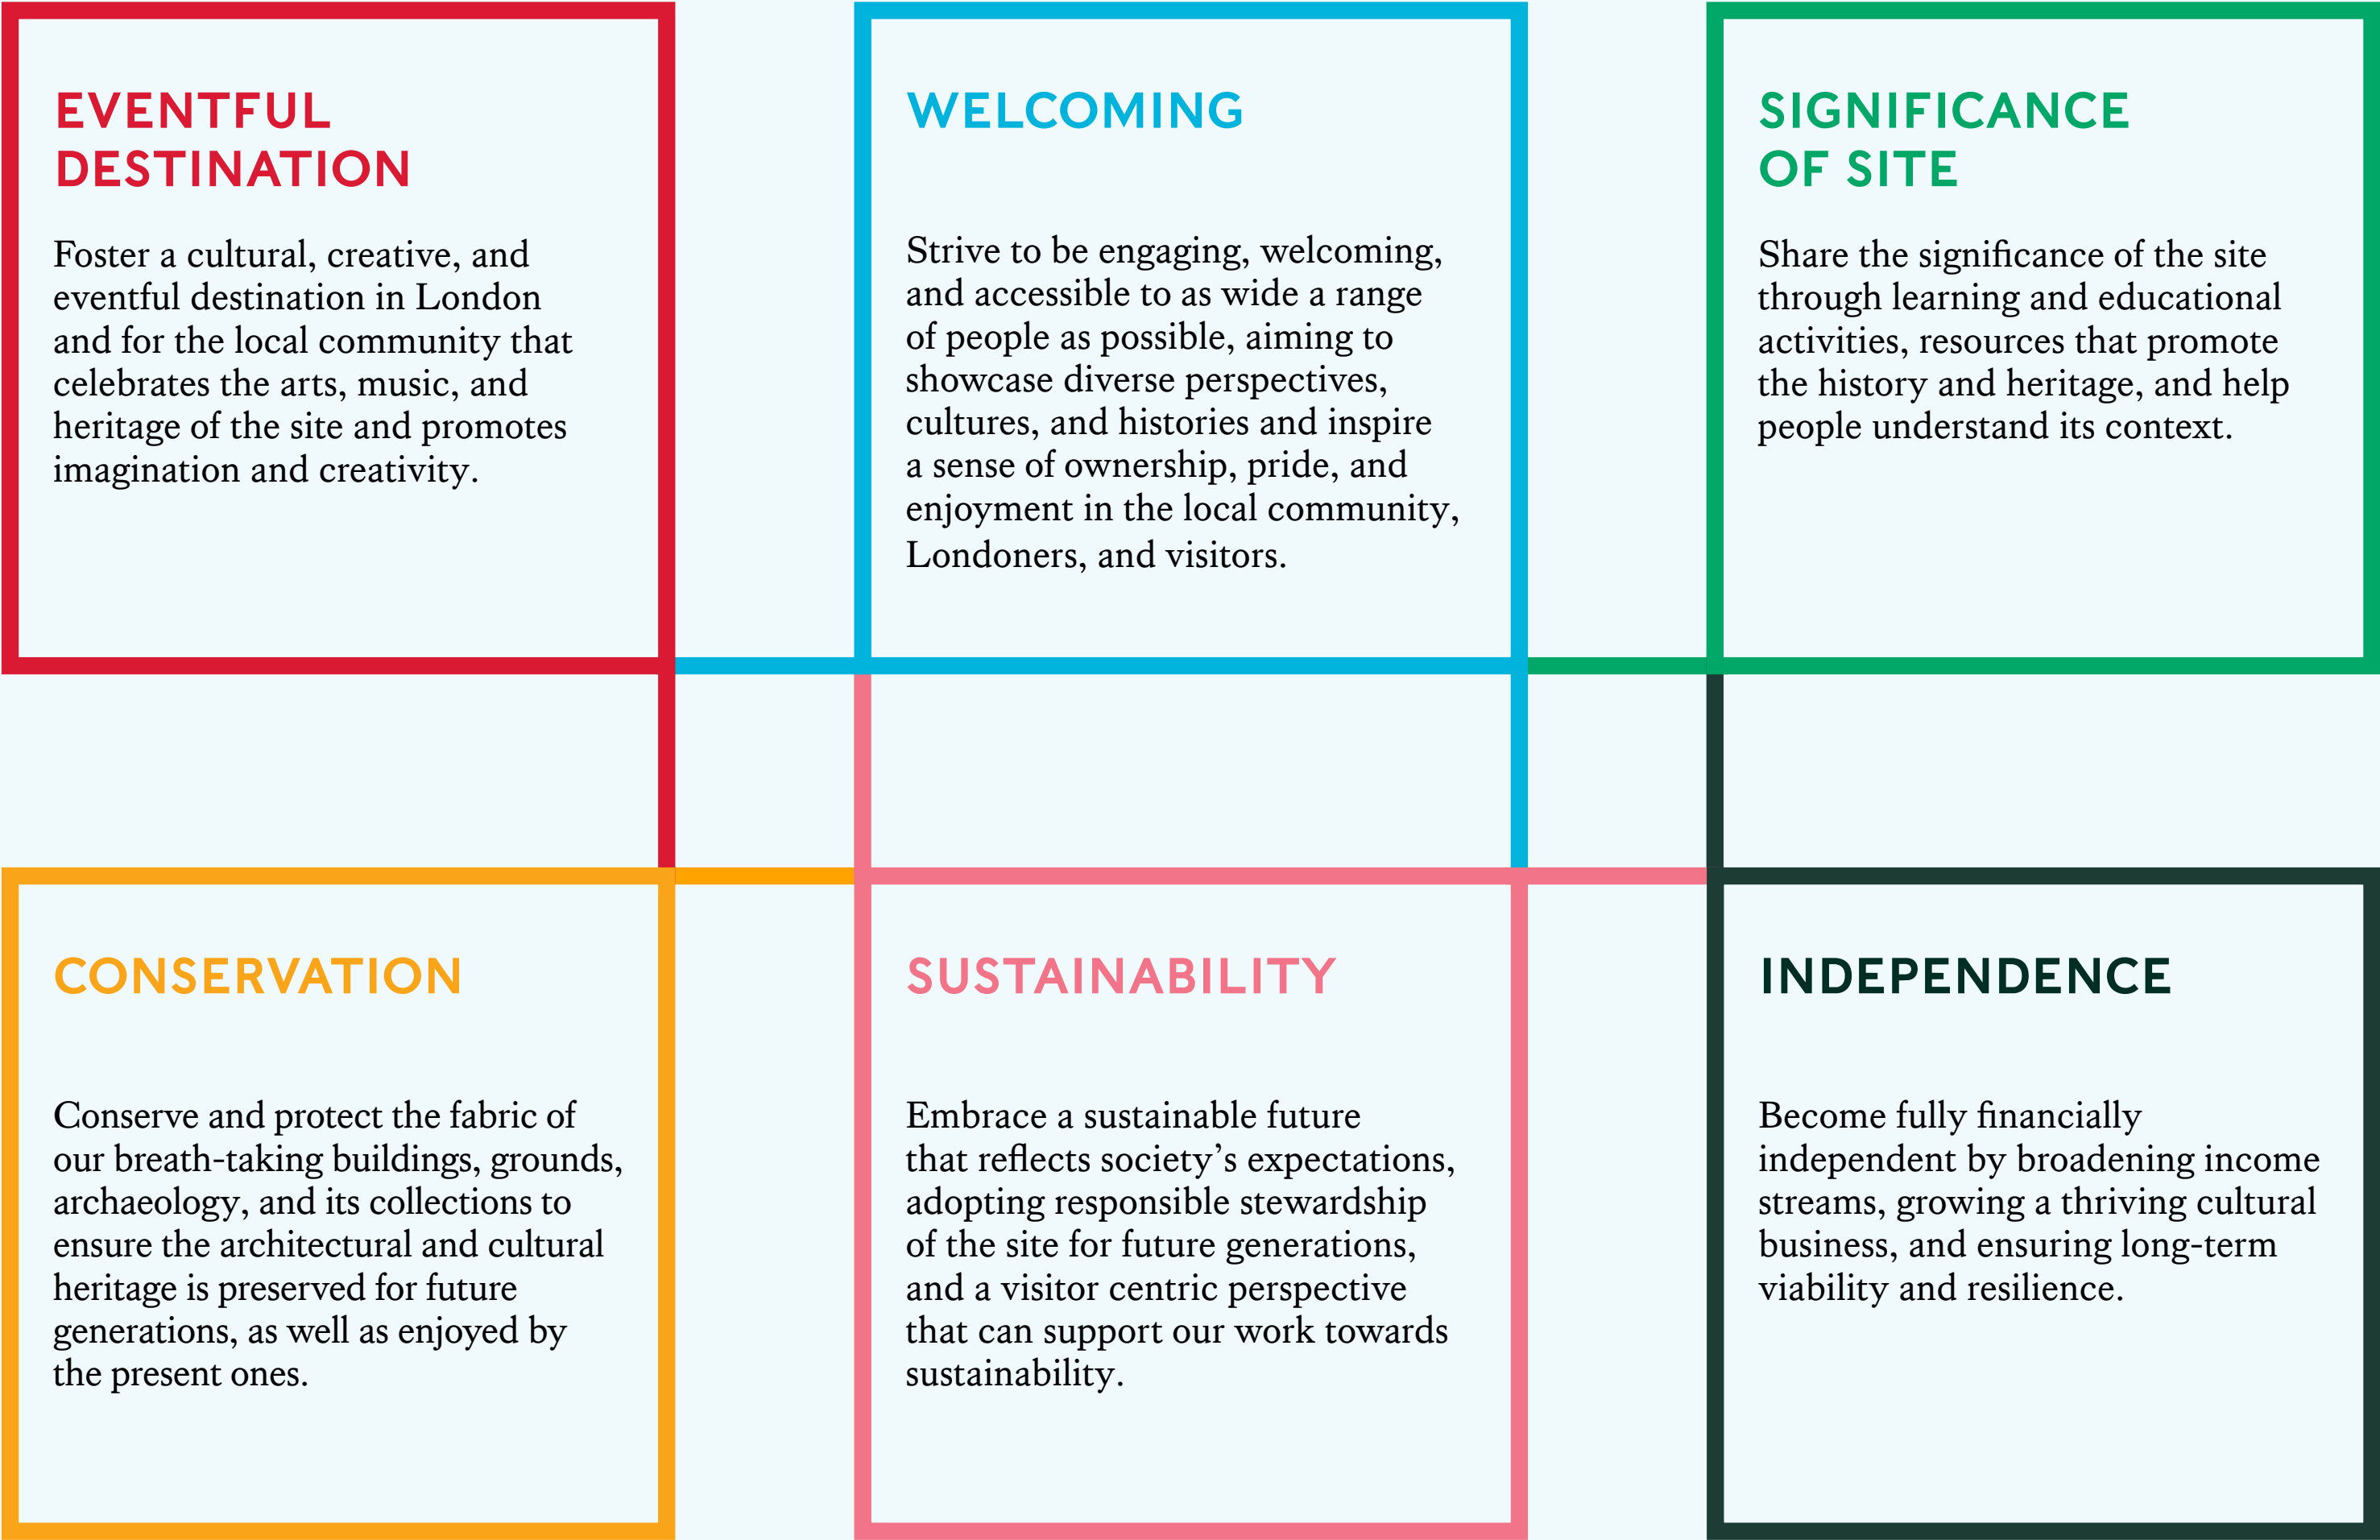 EVENTFUL
DESTINATION
Foster a cultural, creative, and
eventful destination in London
and for the local community that
celebrates the arts, music, and
heritage of the site and promotes
imagination and creativity.
WELCOMING
Strive to be engaging, welcoming,
and accessible to as wide a range
of people as possible, aiming to
showcase diverse perspectives,
cultures, and histories and inspire
a sense of ownership, pride, and
enjoyment in the local community,
Londoners, and visitors.
SIGNIFICANCE
OF SITE
Share the significance of the site
through learning and educational
activities, resources that promote
the history and heritage, and help
people understand its context.
CONSERVATION
Conserve and protect the fabric of
our breath-taking buildings, grounds,
archaeology, and its collections to
ensure the architectural and cultural
heritage is preserved for future
generations, as well as enjoyed by
the present ones.
SUSTAINABILITY
Embrace a sustainable future
that reflects society’s expectations,
adopting responsible stewardship
of the site for future generations,
and a visitor centric perspective
that can support our work towards
sustainability.
INDEPENDENCE
Become fully financially
independent by broadening income
streams, growing a thriving cultural
business, and ensuring long-term
viability and resilience.